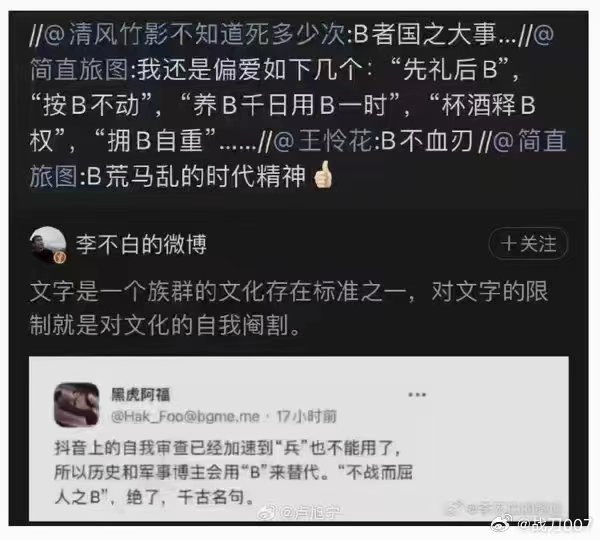 //@清风竹影不知道死多少次:B者国之大事...//@
简直旅图:我还是偏爱如下几个：“先礼后B”，
“按B不动”，“养B千日用B一时”，“杯酒释B
权”，“拥B自重”……//@王怜花:B不血刃//@简直
旅图:B荒马乱的时代精神👍🏻
李不白的微博
＋关注
文字是一个族群的文化存在标准之一，对文字的限
制就是对文化的自我阉割。
黑虎阿福
...
@Hak_Foo@bgme.me · 17小时前
抖音上的自我审查已经加速到“兵”也不能用了，
所以历史和军事博主会用“B”来替代。“不战而屈
人之B”，绝了，千古名句。
@卢旭宁
@战刀007